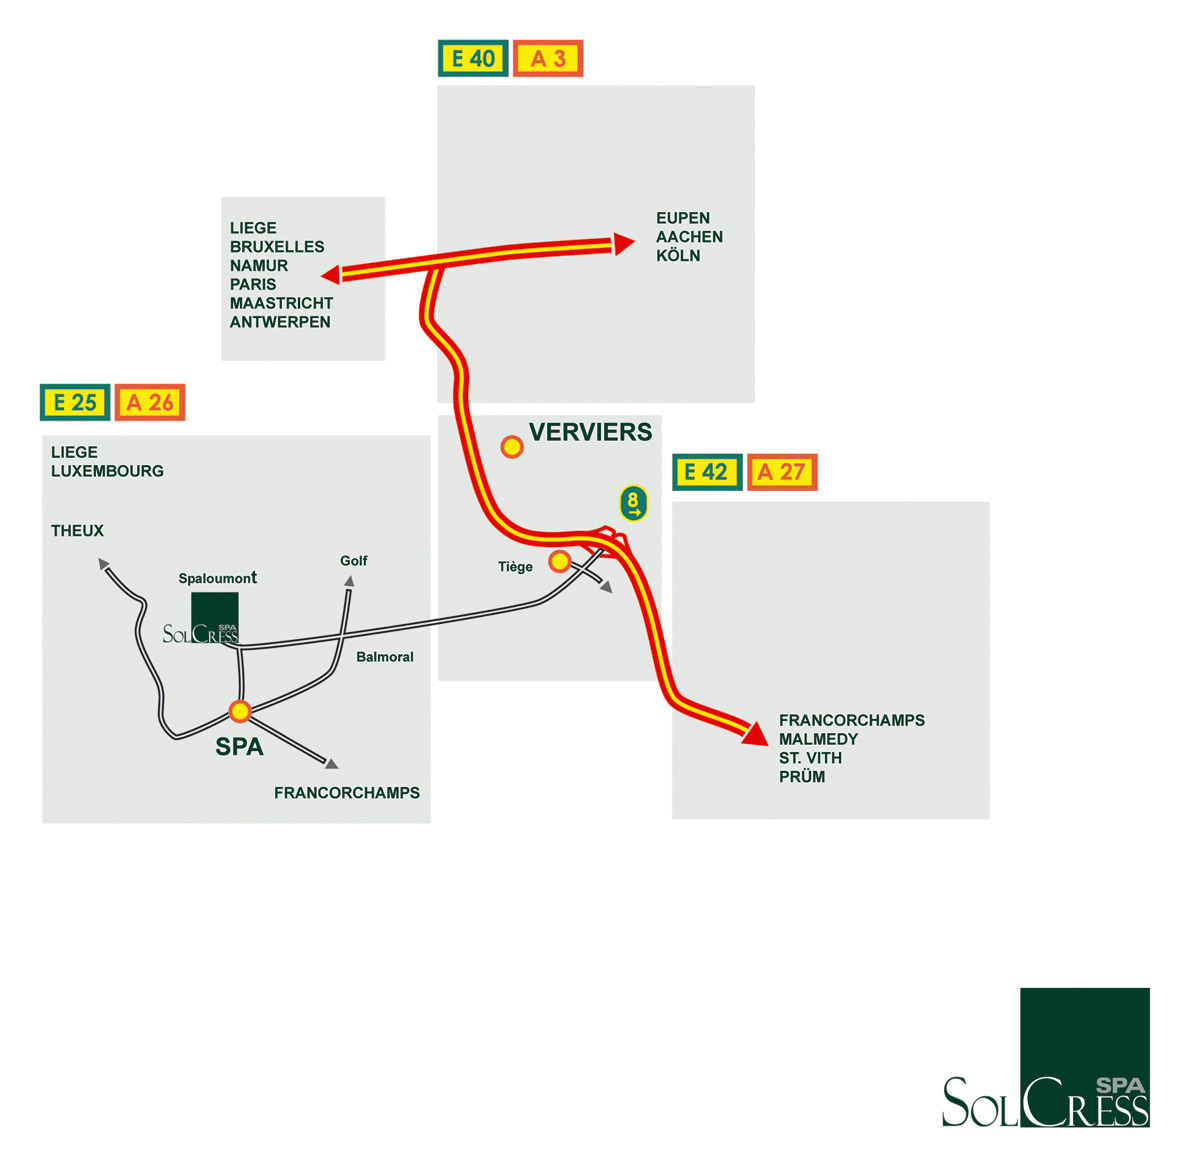 E 40
A 3
EUPEN
AACHEN
KÖLN
LIEGE
BRUXELLES
NAMUR
PARIS
MAASTRICHT
ANTWERPEN
E 25
A 26
LIEGE
LUXEMBOURG
THEUX
Spaloumont
Golf
SPA
SOLCRESS
Balmoral
SPA
FRANCORCHAMPS
VERVIERS
8
Tiège
E 42
A 27
FRANCORCHAMPS
MALMEDY
ST. VITH
PRÜM
SPA
SOLCRESS